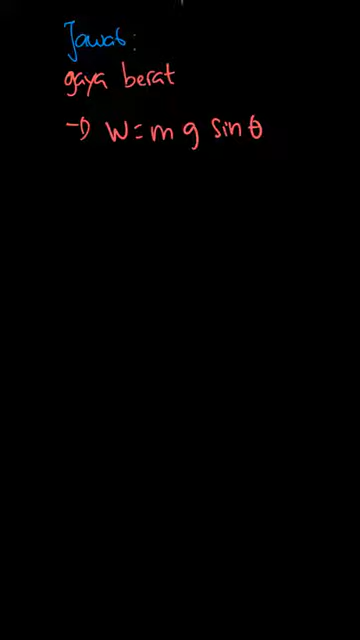 Jawab:
gaya berat
→ W = m g sin θ